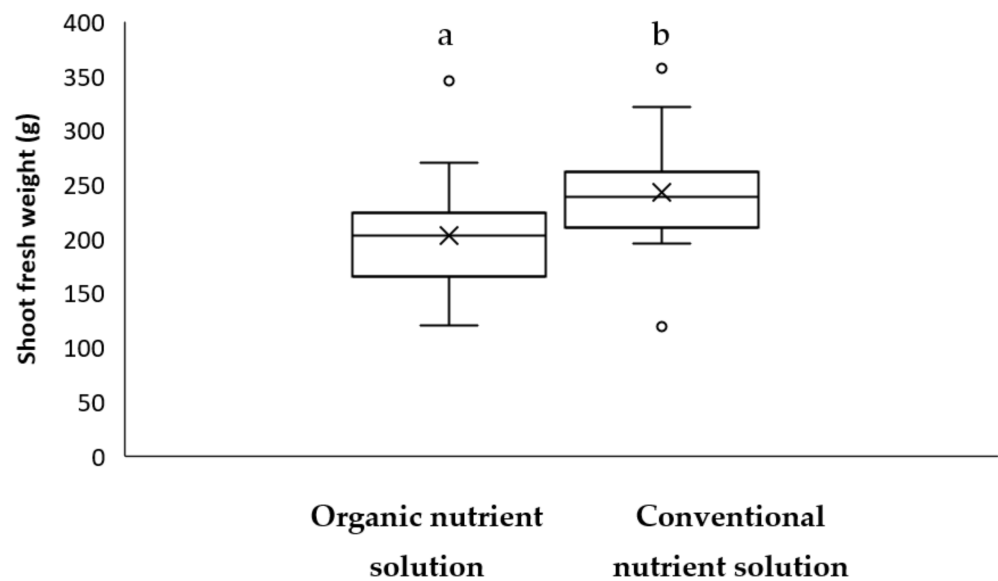 400
a
b
350
300
250
200
150
100
50
0
Shoot fresh weight (g)
Organic nutrient
solution
Conventional
nutrient solution